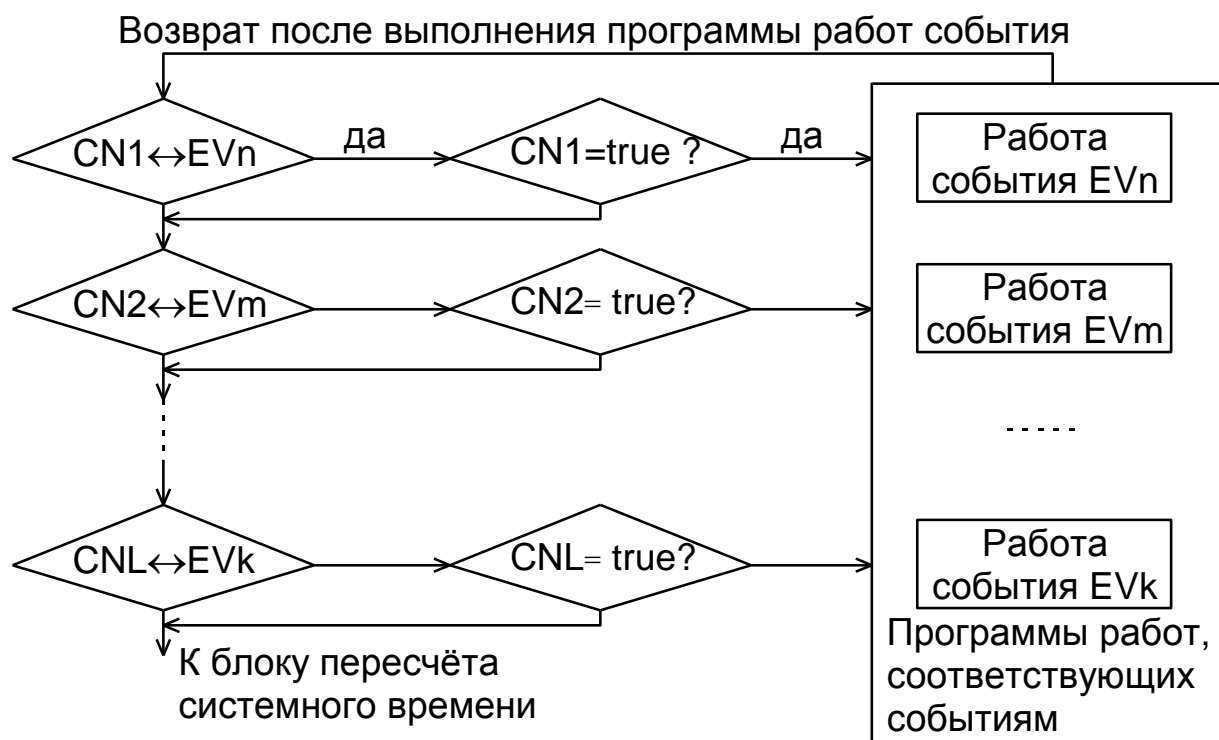 Возврат после выполнения программы работ события
CN1↔EVn
да
CN1=true ?
да
Работа
события EVn
CN2↔EVm
CN2= true?
Работа
события EVm
CNL↔EVk
CNL= true?
Работа
события EVk
К блоку пересчёта
системного времени
Программы работ,
соответствующих
событиям